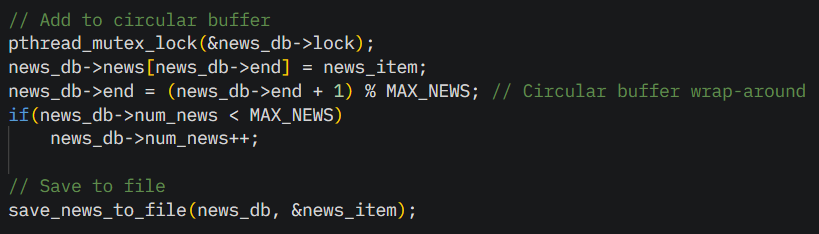 // Add to circular buffer
pthread_mutex_lock(&news_db->lock);
news_db->news[news_db->end] = news_item;
news_db->end = (news_db->end + 1) % MAX_NEWS; // Circular buffer wrap-around
if(news_db->num_news < MAX_NEWS)
    news_db->num_news++;

// Save to file
save_news_to_file(news_db, &news_item);